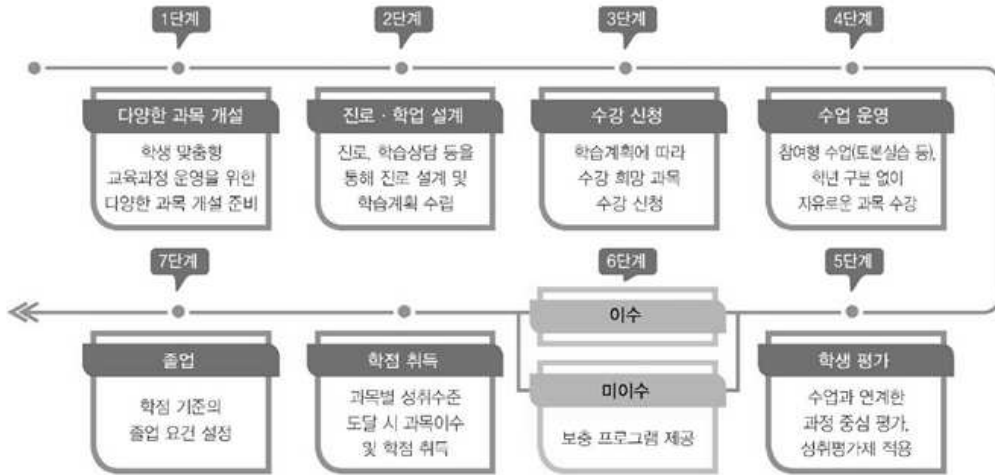 1단계
다양한 과목 개설
학생 맞춤형
교육과정 운영을 위한
다양한 과목 개설 준비
2단계
진로 · 학업 설계
진로, 학습상담 등을
통해 진로 설계 및
학습계획 수립
3단계
수강 신청
학습계획에 따라
수강 희망 과목
수강 신청
4단계
수업 운영
참여형 수업(토론실습 등),
학년 구분 없이
자유로운 과목 수강
5단계
학생 평가
수업과 연계한
과정 중심 평가,
성취평가제 적용
6단계
이수
미이수
보충 프로그램 제공
학점 취득
과목별 성취수준
도달 시 과목이수
및 학점 취득
7단계
졸업
학점 기준의
졸업 요건 설정